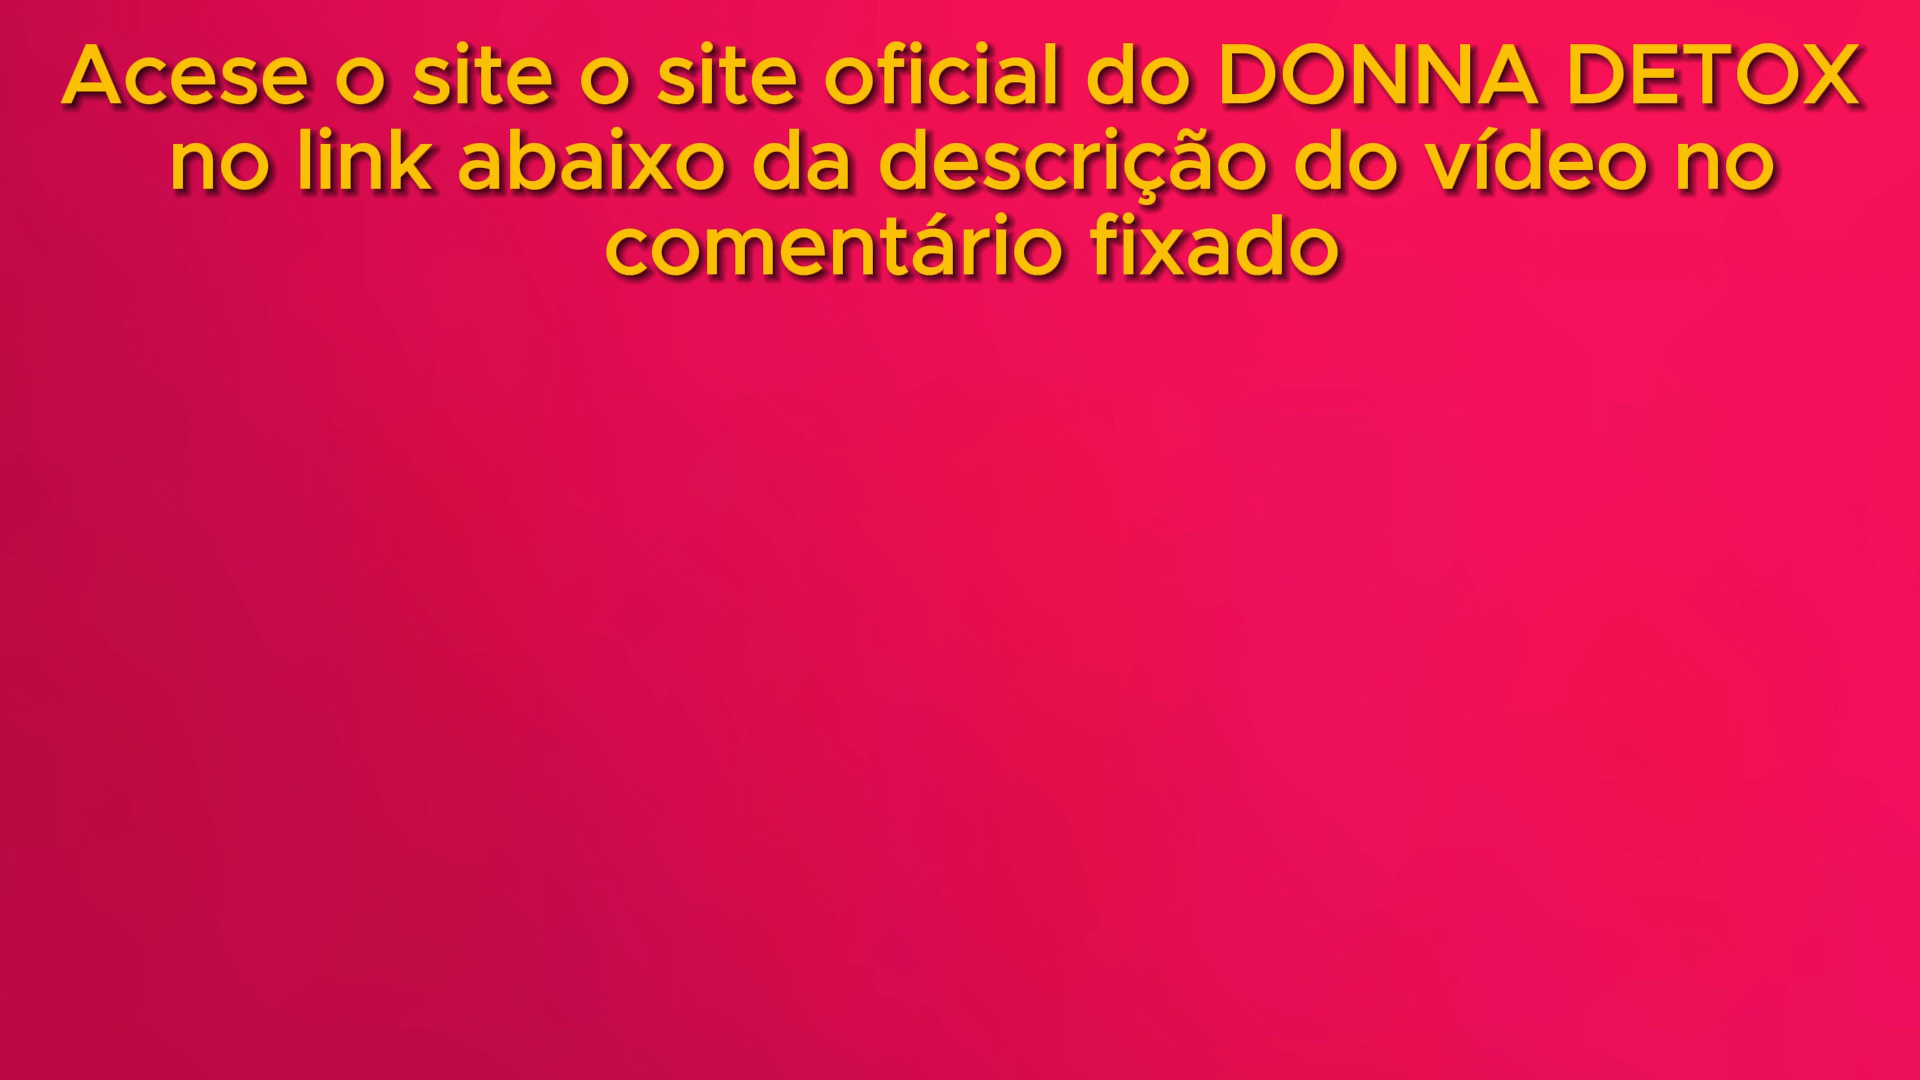 Acese o site o site oficial do DONNA DETOX
no link abaixo da descrição do vídeo no
comentário fixado